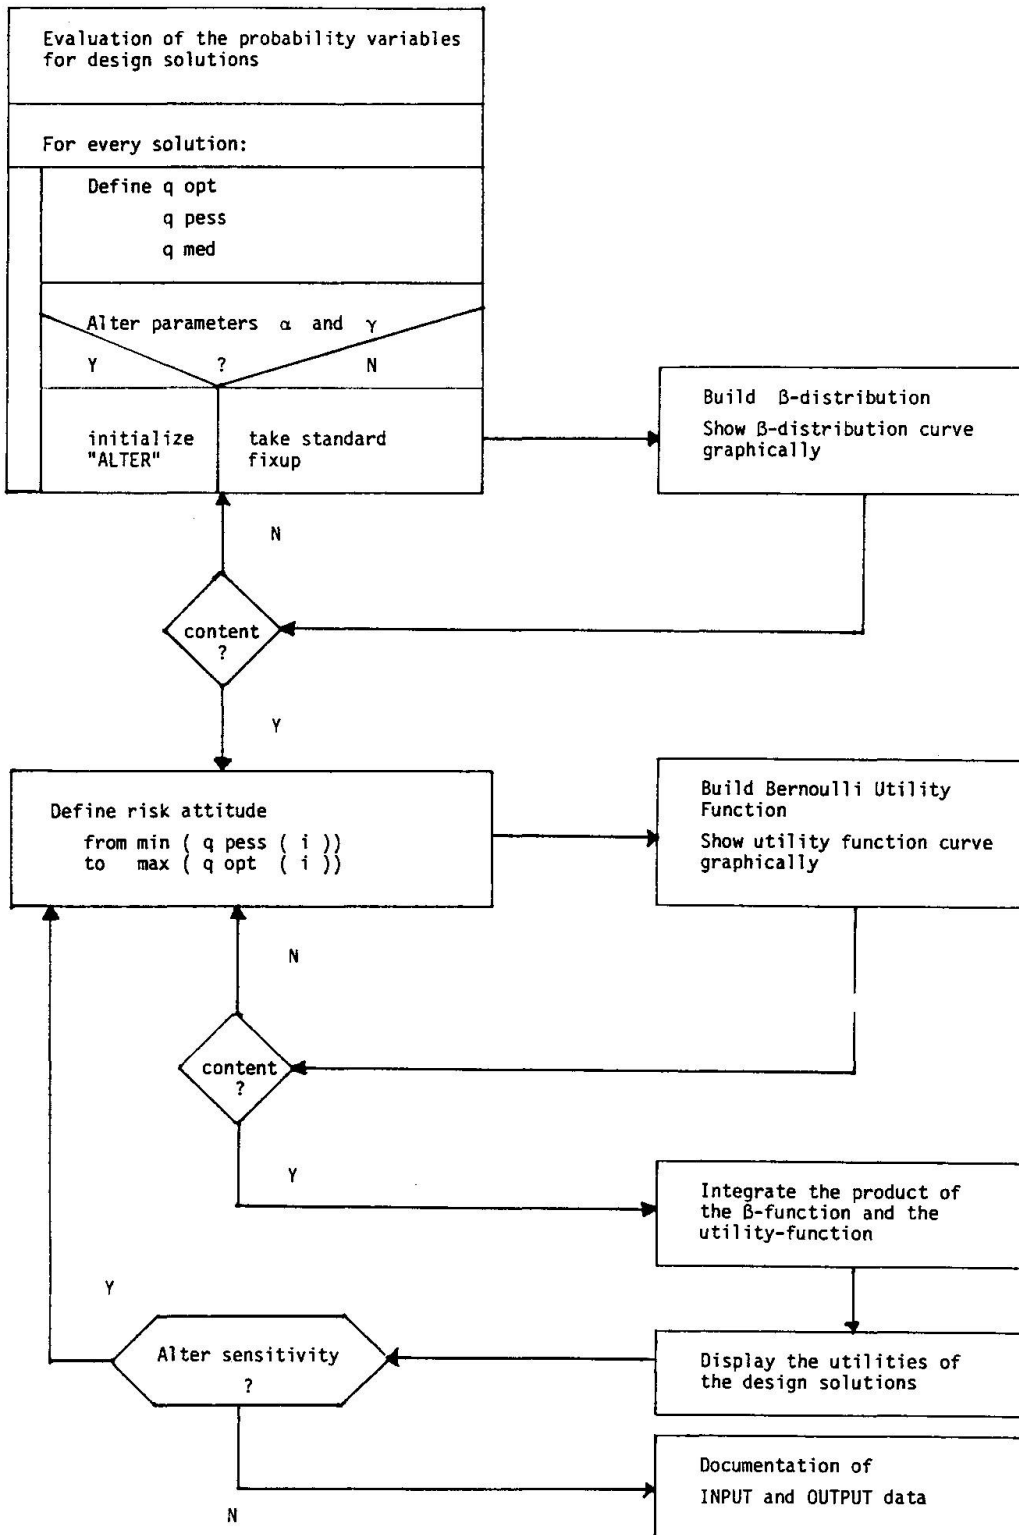 Evaluation of the probability variables
for design solutions
For every solution:
Define q opt
q pess
q med
Alter parameters α and γ
Y ? N
initialize
"ALTER"
take standard
fixup
Build β-distribution
Show β-distribution curve
graphically
N
content
?
Y
Define risk attitude
from min ( q pess ( i ))
to max ( q opt ( i ))
Build Bernoulli Utility
Function
Show utility function curve
graphically
N
content
?
Y
Integrate the product of
the β-function and the
utility-function
Y
Alter sensitivity
?
Display the utilities of
the design solutions
N
Documentation of
INPUT and OUTPUT data